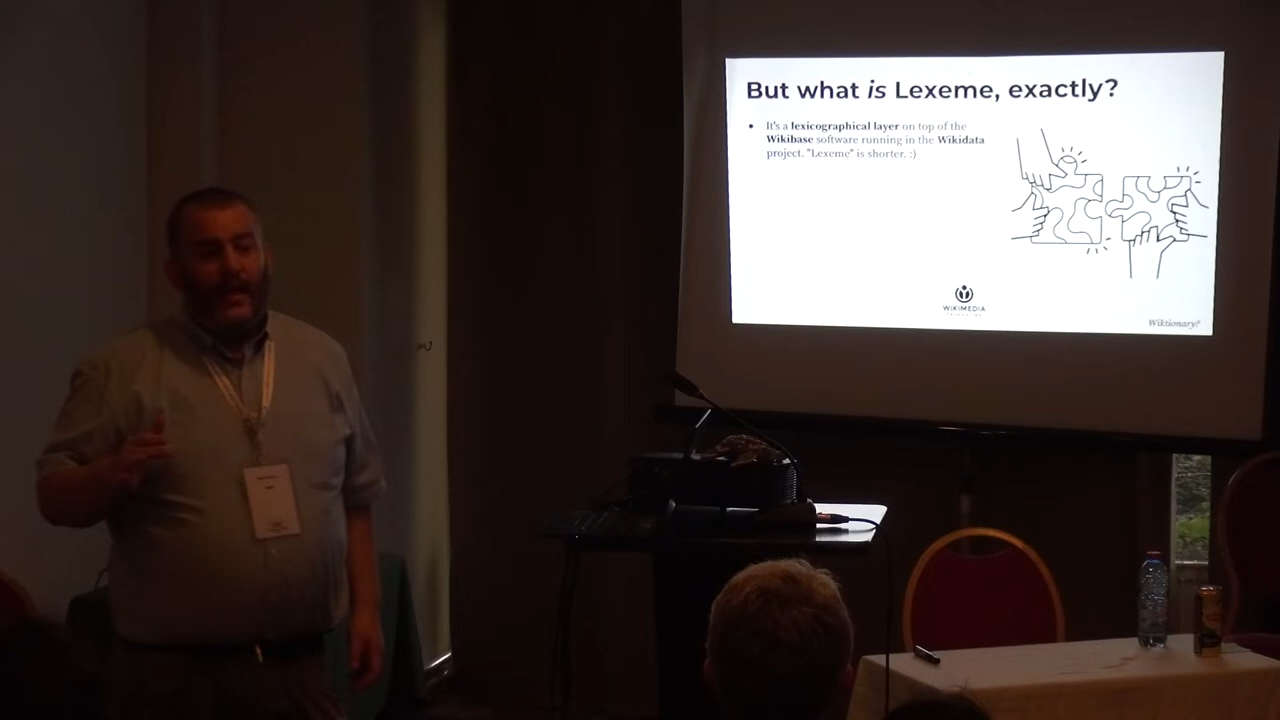 But what is Lexeme, exactly?
• It's a lexicographical layer on top of the
Wikibase software running in the Wikidata
project. "Lexeme" is shorter. :)
WIKIMEDIA
Wiktionary?